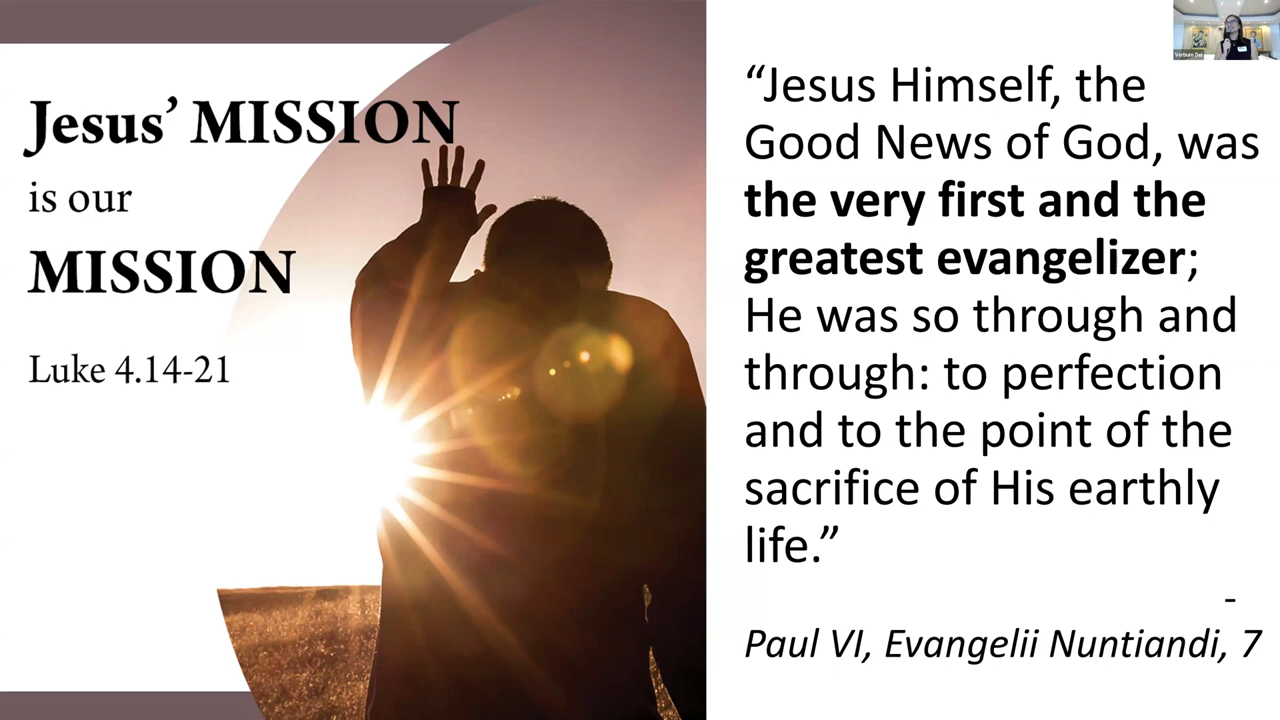 Jesus’ MISSION
is our
MISSION
Luke 4.14-21
“Jesus Himself, the
Good News of God, was
the very first and the
greatest evangelizer;
He was so through and
through: to perfection
and to the point of the
sacrifice of His earthly
life.”
-
Paul VI, Evangelii Nuntiandi, 7
Verbum Dei